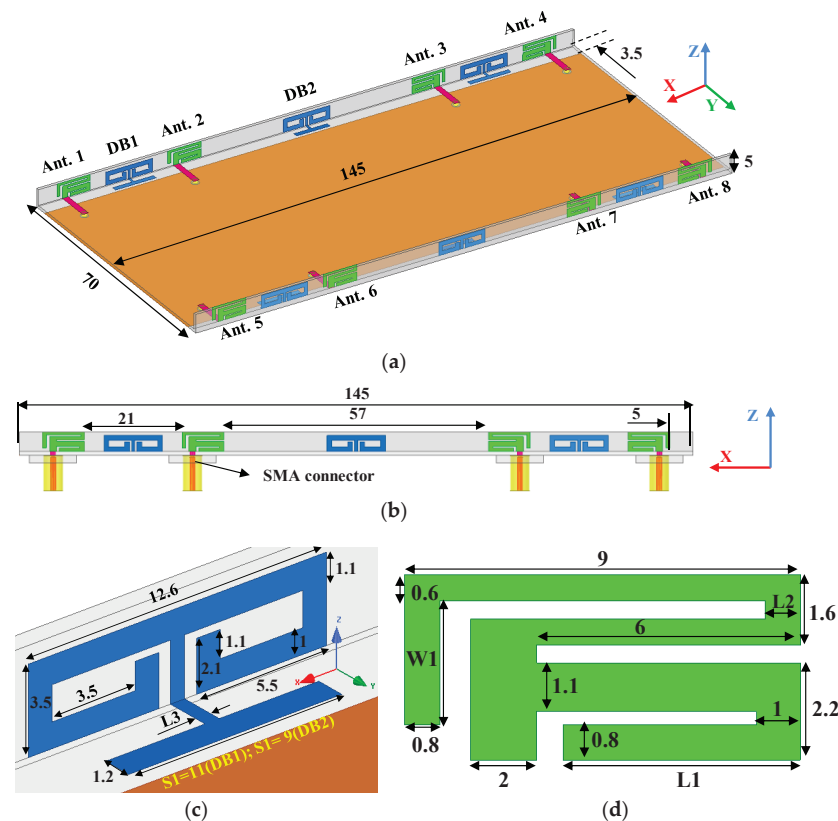 Ant. 4
Ant. 3
DB2
Ant. 2
DB1
Ant. 1
3.5
Z
X
Y
145
5
70
Ant. 8
Ant. 7
Ant. 6
Ant. 5
(a)
145
21
57
5
Z
X
SMA connector
(b)
12.6
1.1
3.5
3.5
2.1
1.1
1
5.5
L3
1.2
S1=11(DB1); S1= 9(DB2)
Z
X
Y
(c)
9
0.6
L2
1.6
W1
6
1.1
1
2.2
0.8
0.8
2
L1
(d)